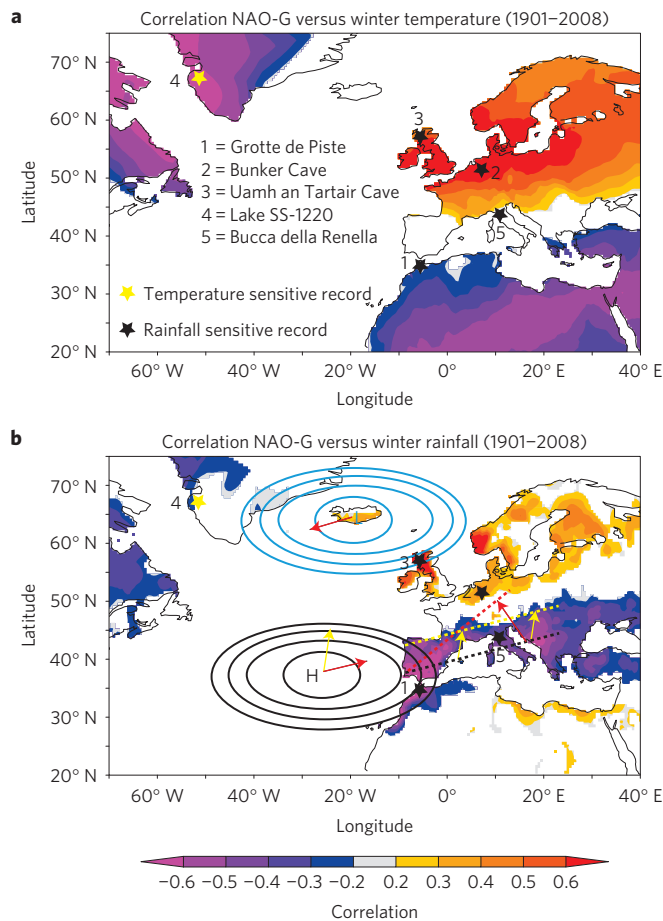 a
Correlation NAO-G versus winter temperature (1901–2008)
70° N
60° N
50° N
40° N
30° N
20° N
Latitude
4
3
2
5
1
1 = Grotte de Piste
2 = Bunker Cave
3 = Uamh an Tartair Cave
4 = Lake SS-1220
5 = Bucca della Renella
Temperature sensitive record
Rainfall sensitive record
60° W 40° W 20° W 0° 20° E 40° E
Longitude
b
Correlation NAO-G versus winter rainfall (1901–2008)
70° N
60° N
50° N
40° N
30° N
20° N
Latitude
4
L
3
2
H
5
1
60° W 40° W 20° W 0° 20° E 40° E
Longitude
−0.6 −0.5 −0.4 −0.3 −0.2 0.2 0.3 0.4 0.5 0.6
Correlation